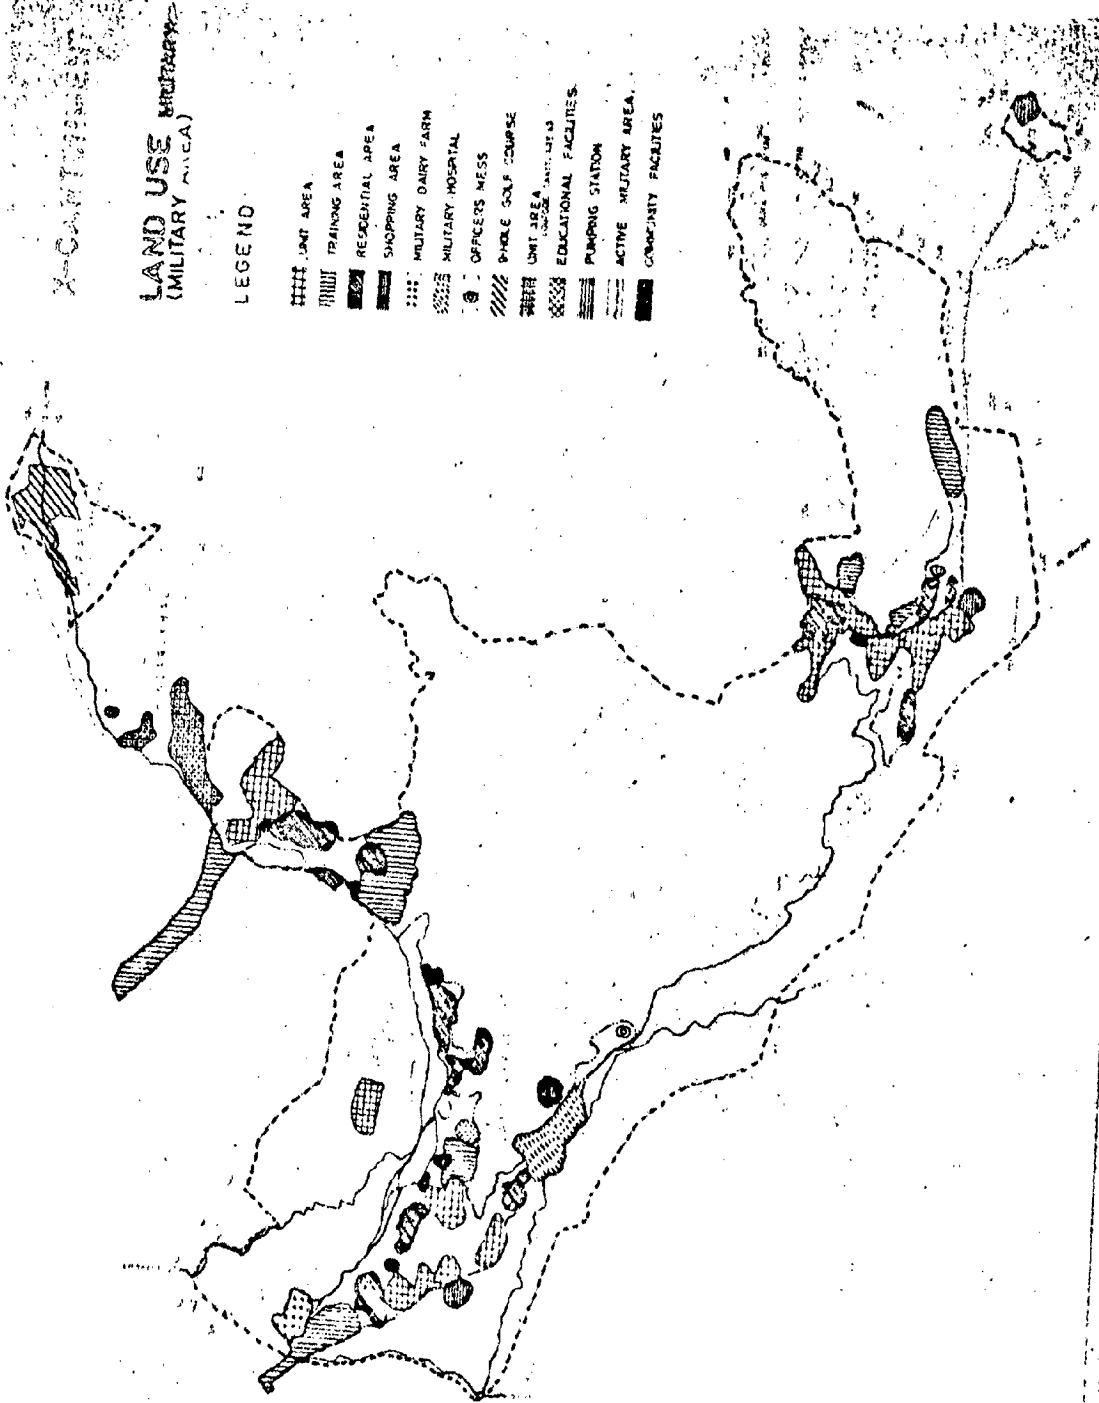 X-CANTONMENT
LAND USE
(MILITARY AREA)
LEGEND
UNIT AREA
TRAINING AREA
RESIDENTIAL AREA
SHOPPING AREA
MILITARY DAIRY FARM
MILITARY HOSPITAL
OFFICERS MESS
9 HOLE GOLF COURSE
UNIT AREA
EDUCATIONAL FACILITIES
PUMPING STATION
ACTIVE MILITARY AREA
COMMUNITY FACILITIES